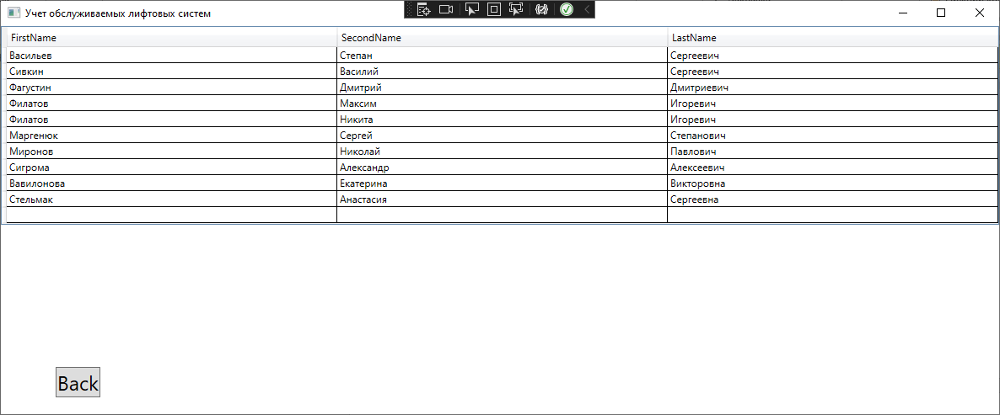 Учет обслуживаемых лифтовых систем
FirstName SecondName LastName
Васильев Степан Сергеевич
Сивкин Василий Сергеевич
Фагустин Дмитрий Дмитриевич
Филатов Максим Игоревич
Филатов Никита Игоревич
Маргенюк Сергей Степанович
Миронов Николай Павлович
Сигрома Александр Алексеевич
Вавилонова Екатерина Викторовна
Стельмак Анастасия Сергеевна
Back